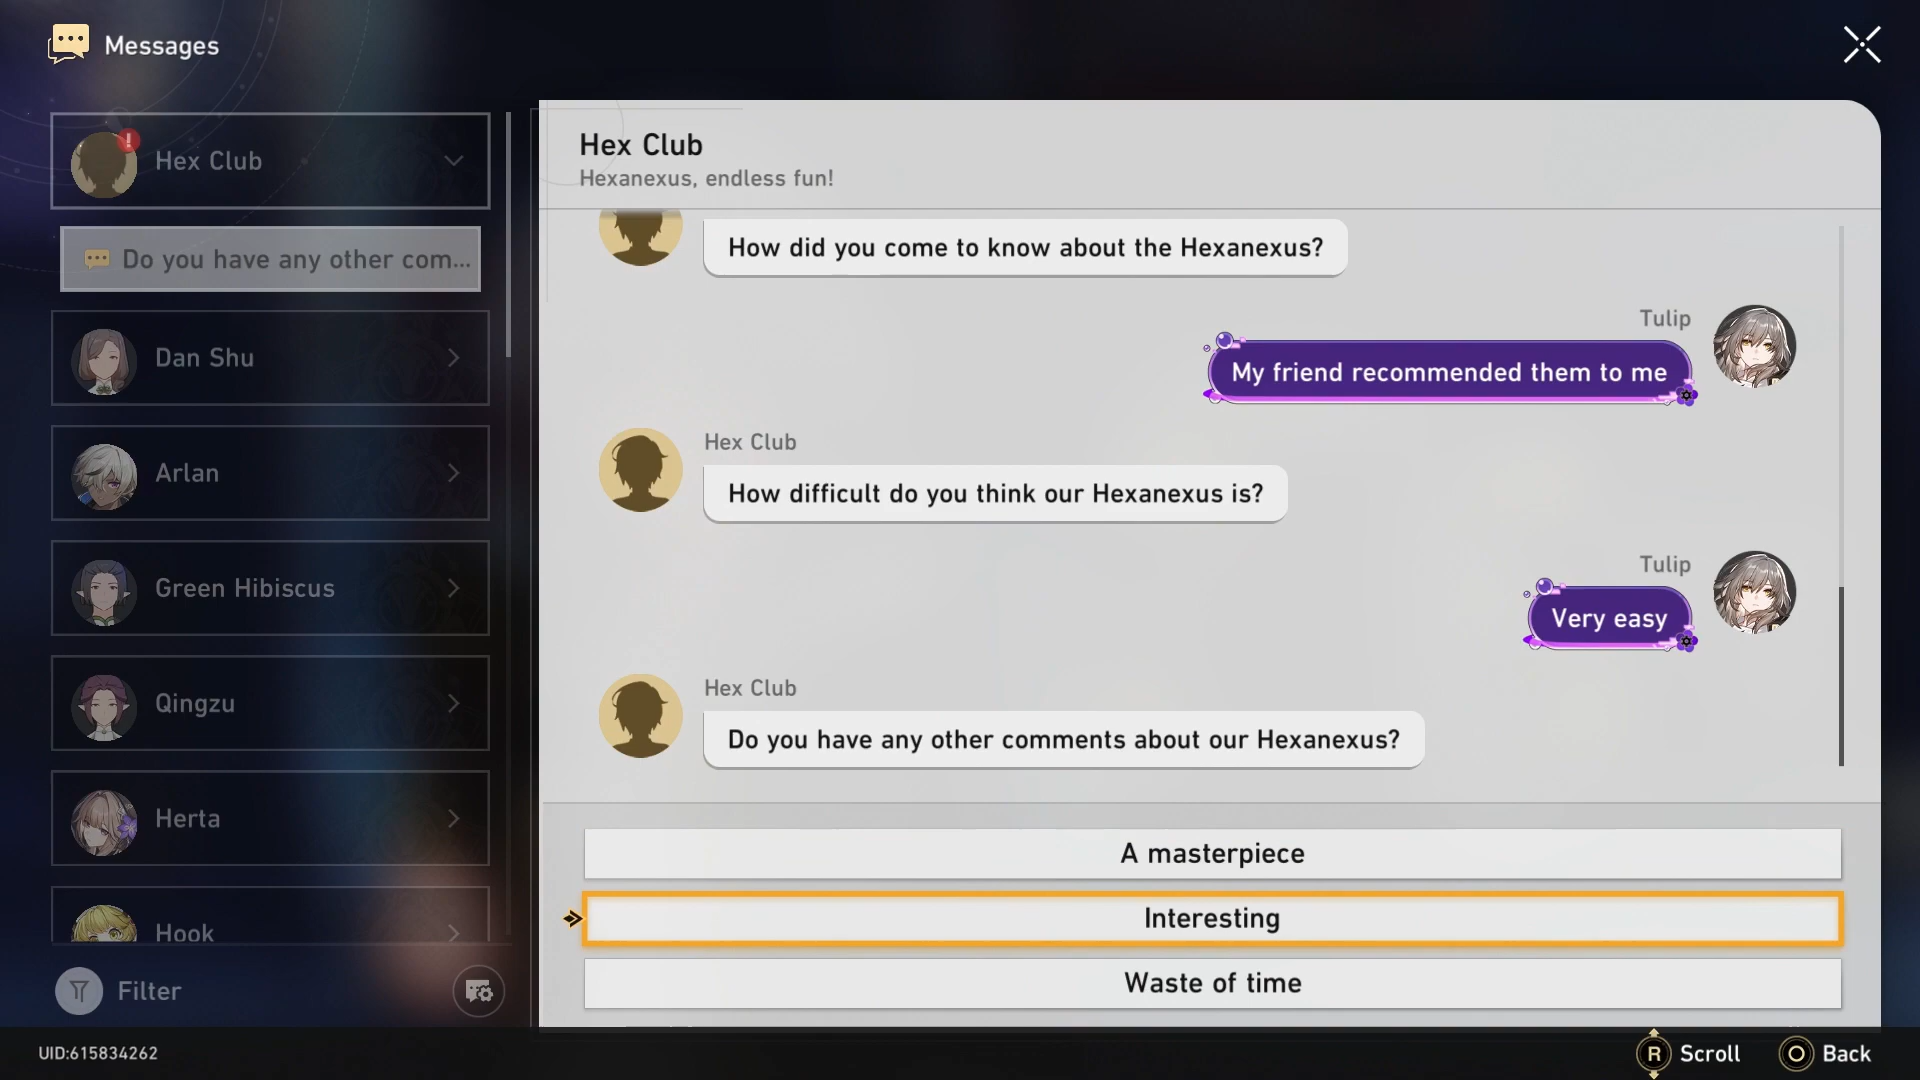 Messages
Hex Club
Do you have any other com...
Dan Shu
Arlan
Green Hibiscus
Qingzu
Herta
Hook
Filter
Hex Club
Hexanexus, endless fun!
How did you come to know about the Hexanexus?
Tulip
My friend recommended them to me
Hex Club
How difficult do you think our Hexanexus is?
Tulip
Very easy
Hex Club
Do you have any other comments about our Hexanexus?
A masterpiece
Interesting
Waste of time
UID:615834262
R Scroll
Back